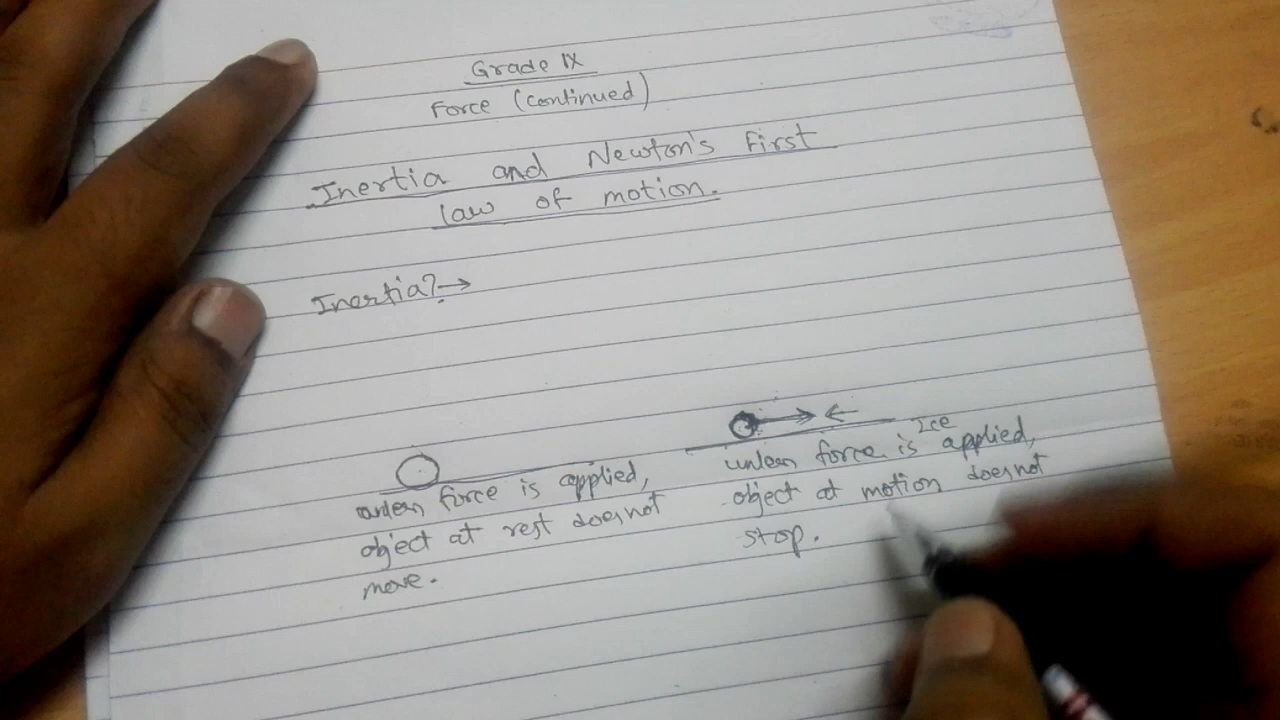 Grade IX
Force (continued)
Inertia and Newton's First
law of motion.
Inertia? →
unless force is applied,
object at rest does not
move.
Ice
unless force is applied,
object at motion does not
stop.